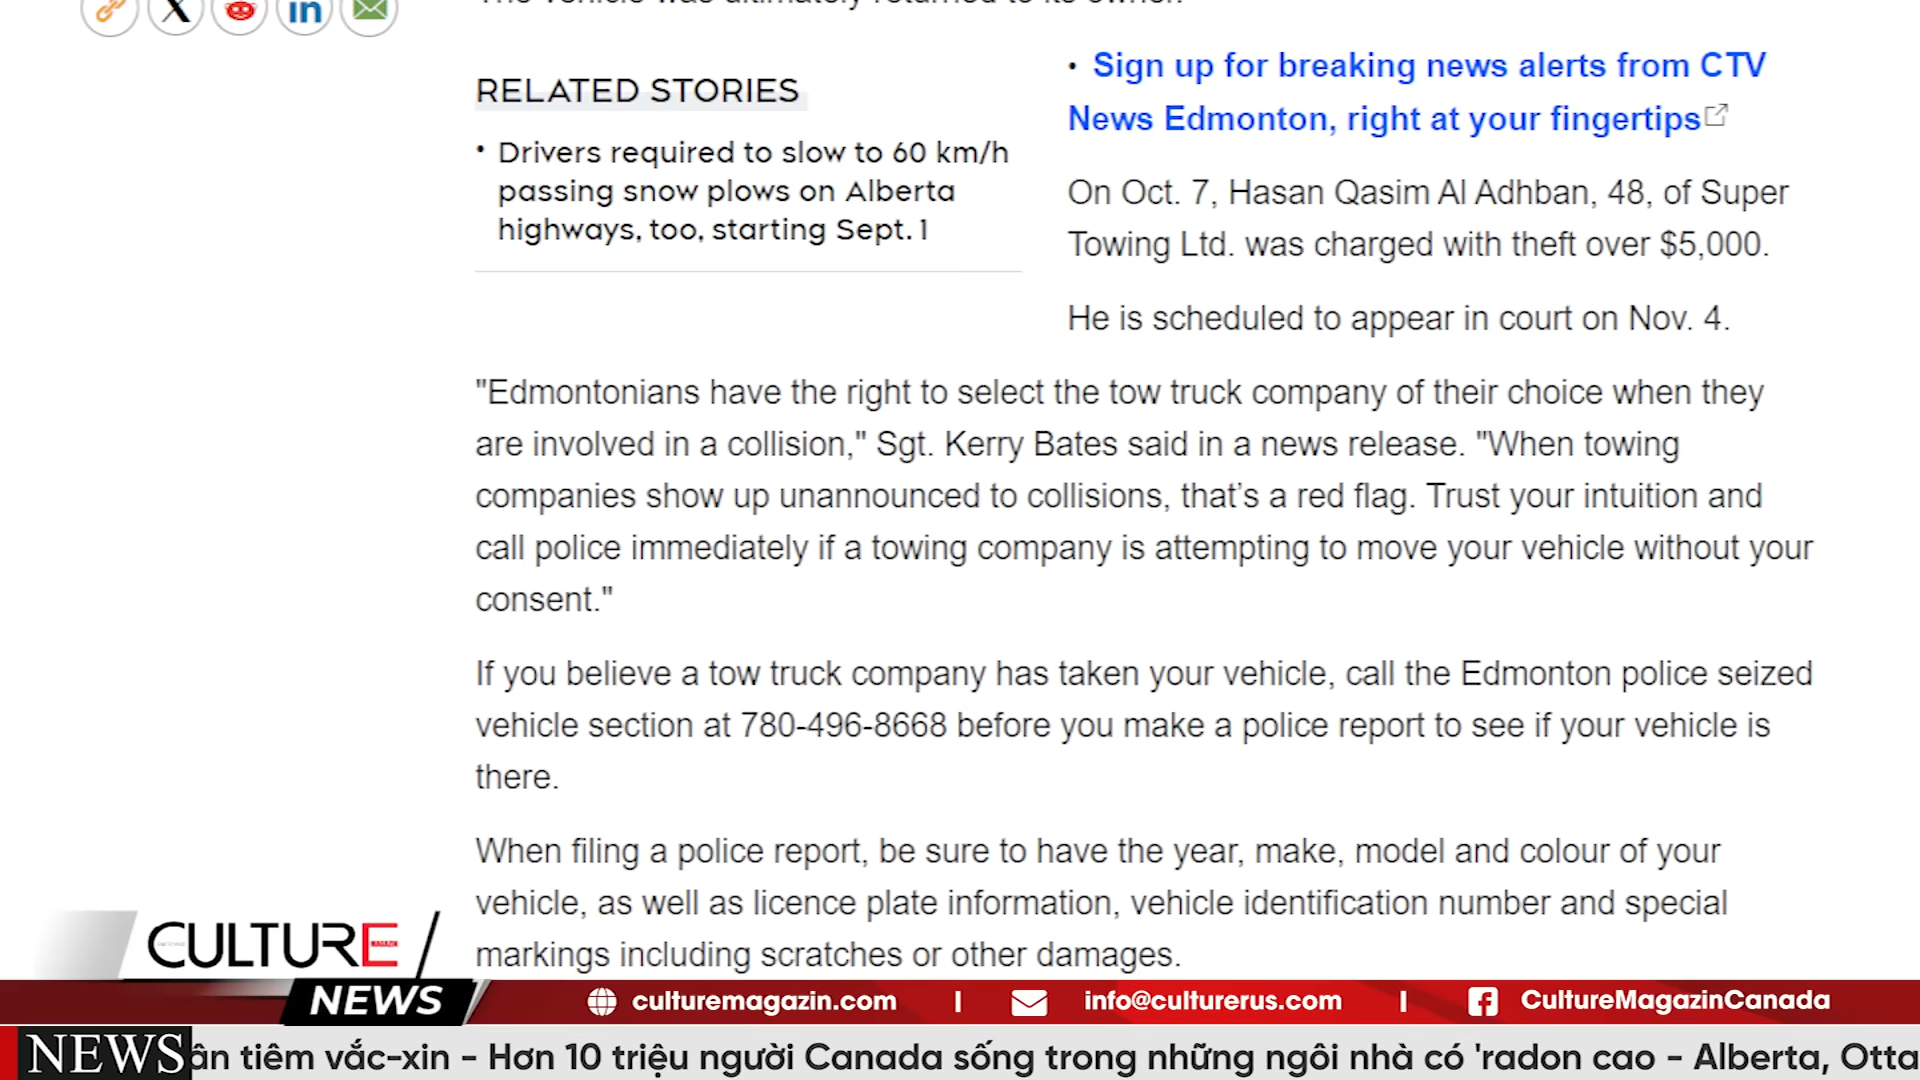 The vehicle was ultimately returned to its owner.
RELATED STORIES
• Drivers required to slow to 60 km/h
passing snow plows on Alberta
highways, too, starting Sept. 1
• Sign up for breaking news alerts from CTV
News Edmonton, right at your fingertips
On Oct. 7, Hasan Qasim Al Adhban, 48, of Super
Towing Ltd. was charged with theft over $5,000.
He is scheduled to appear in court on Nov. 4.
"Edmontonians have the right to select the tow truck company of their choice when they
are involved in a collision," Sgt. Kerry Bates said in a news release. "When towing
companies show up unannounced to collisions, that’s a red flag. Trust your intuition and
call police immediately if a towing company is attempting to move your vehicle without your
consent."
If you believe a tow truck company has taken your vehicle, call the Edmonton police seized
vehicle section at 780-496-8668 before you make a police report to see if your vehicle is
there.
When filing a police report, be sure to have the year, make, model and colour of your
vehicle, as well as licence plate information, vehicle identification number and special
markings including scratches or other damages.
CULTURE
MAGAZIN
NEWS
culturemagazin.com | info@culturerus.com | CultureMagazinCanada
NEWS ân tiêm vắc-xin - Hơn 10 triệu người Canada sống trong những ngôi nhà có 'radon cao - Alberta, Otta